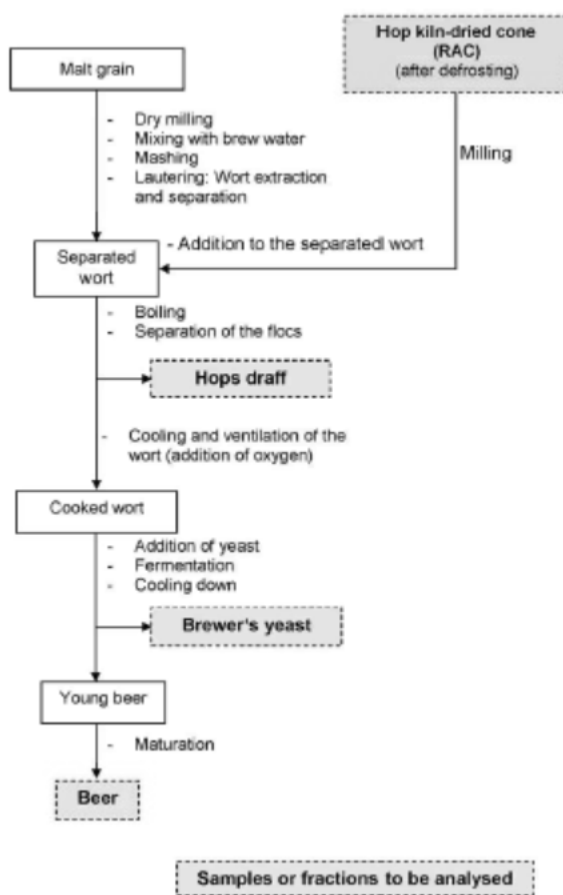 Hop kiln-dried cone
(RAC)
(after defrosting)
Malt grain
- Dry milling
- Mixing with brew water
- Mashing
- Lautering: Wort extraction
and separation
Milling
- Addition to the separated wort
Separated
wort
- Boiling
- Separation of the flocs
Hops draff
- Cooling and ventilation of the
wort (addition of oxygen)
Cooked wort
- Addition of yeast
- Fermentation
- Cooling down
Brewer's yeast
Young beer
- Maturation
Beer
Samples or fractions to be analysed